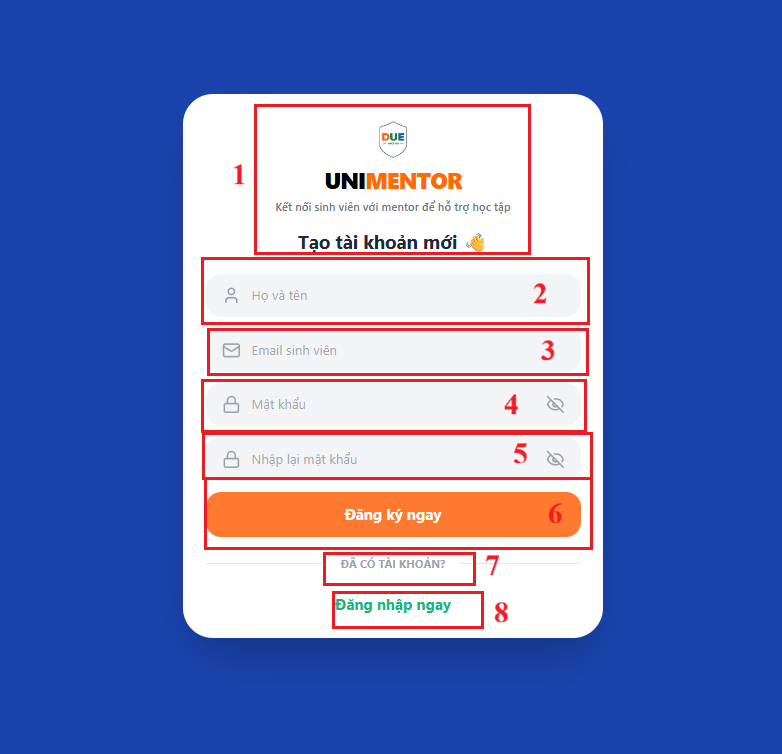 DUE
UNIMENTOR
1
Kết nối sinh viên với mentor để hỗ trợ học tập
Tạo tài khoản mới 👋
Họ và tên 2
Email sinh viên 3
Mật khẩu 4
Nhập lại mật khẩu 5
Đăng ký ngay 6
ĐÃ CÓ TÀI KHOẢN? 7
Đăng nhập ngay 8